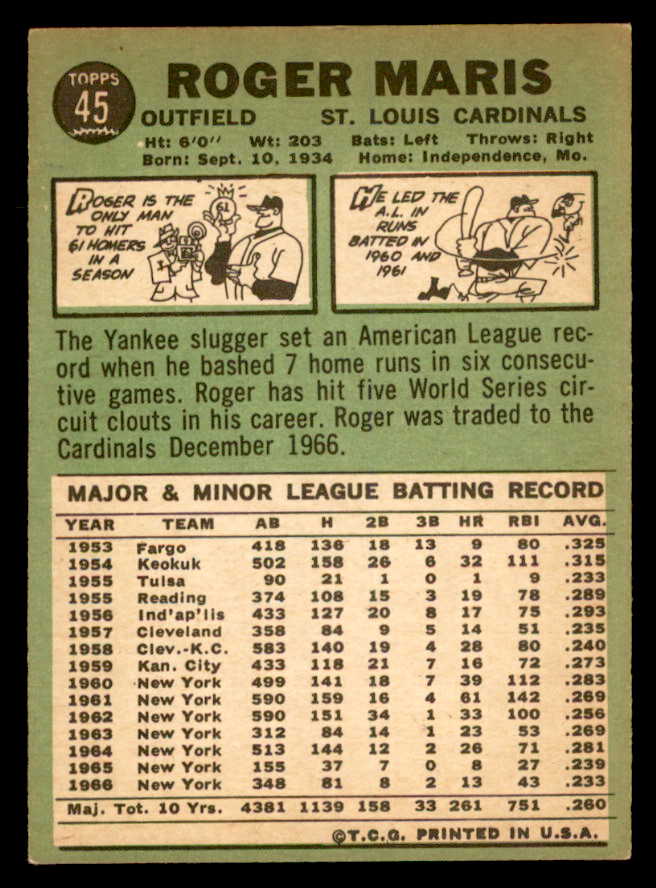 TOPPS
45
ROGER MARIS
OUTFIELD ST. LOUIS CARDINALS
Ht: 6'0" Wt: 203 Bats: Left Throws: Right
Born: Sept. 10, 1934 Home: Independence, Mo.
ROGER IS THE
ONLY MAN
TO HIT
61 HOMERS
IN A
SEASON
61
HE LED THE
A.L. IN
RUNS
BATTED IN
1960 AND
1961
The Yankee slugger set an American League rec-
ord when he bashed 7 home runs in six consecu-
tive games. Roger has hit five World Series cir-
cuit clouts in his career. Roger was traded to the
Cardinals December 1966.
MAJOR & MINOR LEAGUE BATTING RECORD
YEAR TEAM AB H 2B 3B HR RBI AVG.
1953 Fargo 418 136 18 13 9 80 .325
1954 Keokuk 502 158 26 6 32 111 .315
1955 Tulsa 90 21 1 0 1 9 .233
1955 Reading 374 108 15 3 19 78 .289
1956 Ind'ap'lis 433 127 20 8 17 75 .293
1957 Cleveland 358 84 9 5 14 51 .235
1958 Clev.-K.C. 583 140 19 4 28 80 .240
1959 Kan. City 433 118 21 7 16 72 .273
1960 New York 499 141 18 7 39 112 .283
1961 New York 590 159 16 4 61 142 .269
1962 New York 590 151 34 1 33 100 .256
1963 New York 312 84 14 1 23 53 .269
1964 New York 513 144 12 2 26 71 .281
1965 New York 155 37 7 0 8 27 .239
1966 New York 348 81 8 2 13 43 .233
Maj. Tot. 10 Yrs. 4381 1139 158 33 261 751 .260
©T.C.G. PRINTED IN U.S.A.